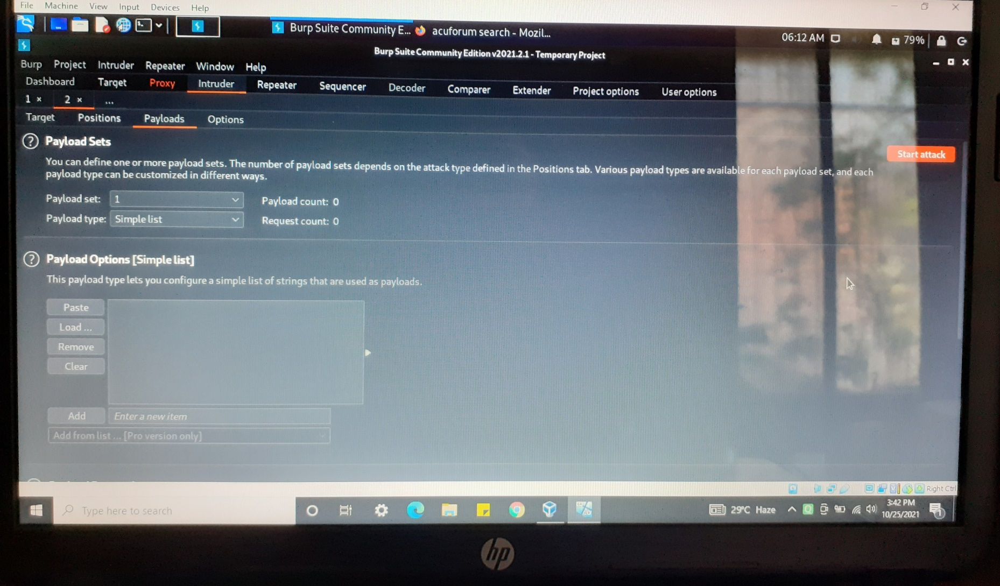 File Machine View Input Devices Help
Burp Suite Community E... acuforum search - Mozil... 06:12 AM 79%
Burp Suite Community Edition v2021.2.1 - Temporary Project
Burp Project Intruder Repeater Window Help
Dashboard Target Proxy Intruder Repeater Sequencer Decoder Comparer Extender Project options User options
1 × 2 × ...
Target Positions Payloads Options
? Payload Sets
Start attack
You can define one or more payload sets. The number of payload sets depends on the attack type defined in the Positions tab. Various payload types are available for each payload set, and each
payload type can be customized in different ways.
Payload set: 1 Payload count: 0
Payload type: Simple list Request count: 0
? Payload Options [Simple list]
This payload type lets you configure a simple list of strings that are used as payloads.
Paste
Load ...
Remove
Clear
Add Enter a new item
Add from list ... [Pro version only]
Right Ctrl
Type here to search 29°C Haze 3:42 PM
10/25/2021 1
hp